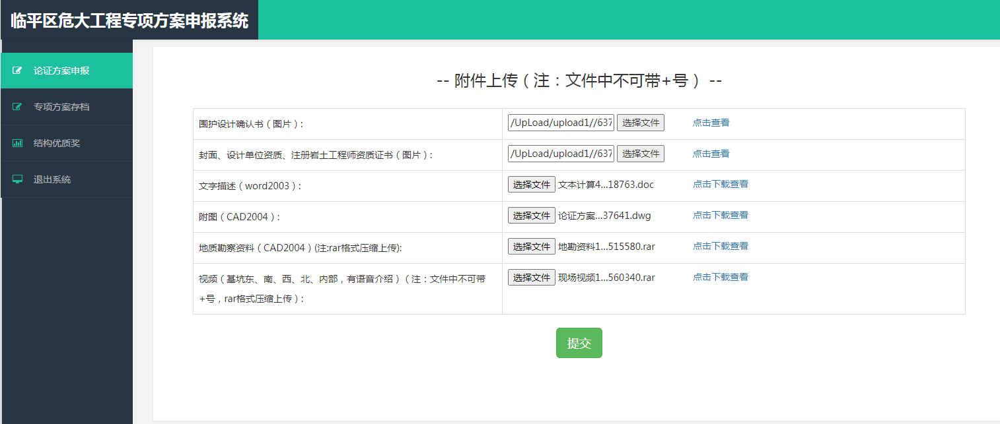 临平区危大工程专项方案申报系统
论证方案申报
专项方案存档
结构优质奖
退出系统
-- 附件上传（注：文件中不可带+号） --
围护设计确认书（图片）: /UpLoad/upload1//637 选择文件 点击查看
封面、设计单位资质、注册岩土工程师资质证书（图片）: /UpLoad/upload1//637 选择文件 点击查看
文字描述（word2003）: 选择文件 文本计算4...18763.doc 点击下载查看
附图（CAD2004）: 选择文件 论证方案...37641.dwg 点击下载查看
地质勘察资料（CAD2004）(注:rar格式压缩上传): 选择文件 地勘资料1...515580.rar 点击下载查看
视频（基坑东、南、西、北、内部，有语音介绍）（注：文件中不可带 选择文件 现场视频1...560340.rar 点击下载查看
+号，rar格式压缩上传）:
提交